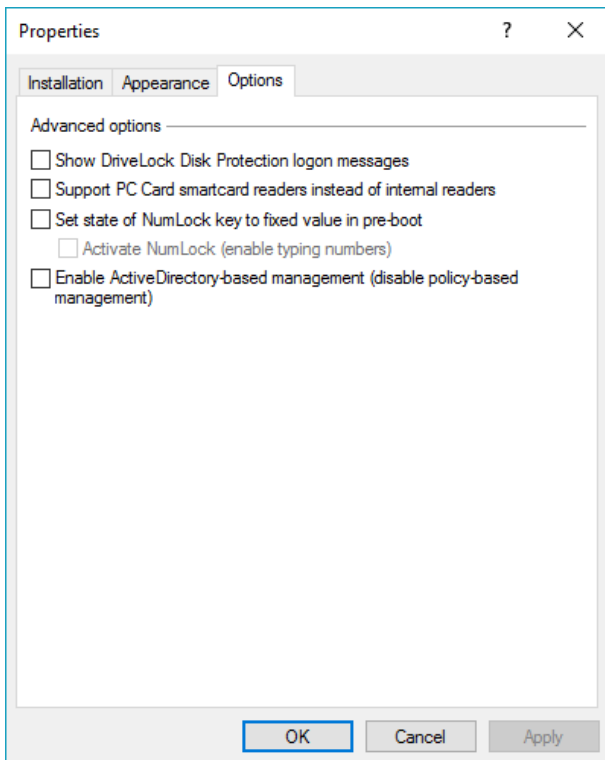 Properties
?
Installation Appearance Options
Advanced options
Show DriveLock Disk Protection logon messages
Support PC Card smartcard readers instead of internal readers
Set state of NumLock key to fixed value in pre-boot
Activate NumLock (enable typing numbers)
Enable ActiveDirectory-based management (disable policy-based
management)
OK Cancel Apply